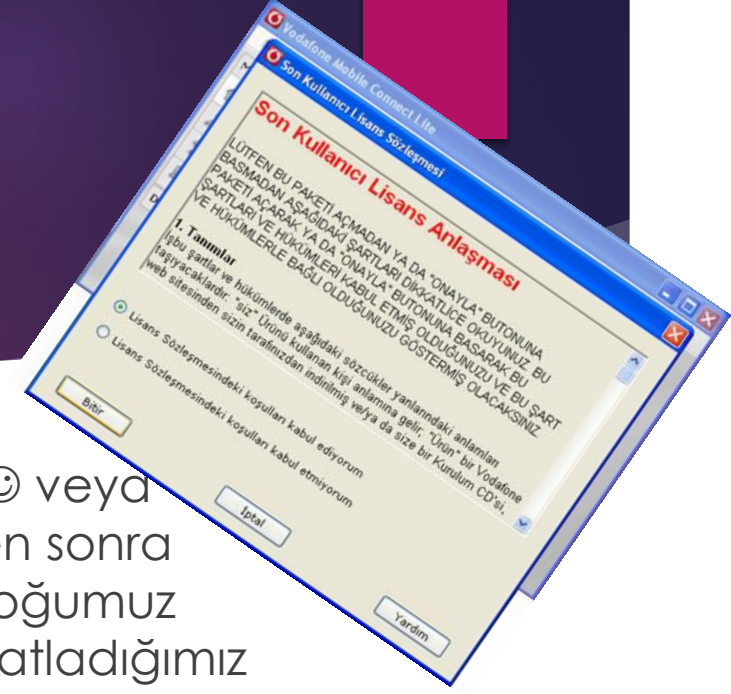 Vodafone Mobile Connect Lite
Son Kullanıcı Lisans Sözleşmesi
Son Kullanıcı Lisans Anlaşması
LÜTFEN BU PAKETİ AÇMADAN YA DA "ONAYLA" BUTONUNA
BASMADAN AŞAĞIDAKİ ŞARTLARI DİKKATLİCE OKUYUNUZ. BU
PAKETİ AÇARAK YA DA "ONAYLA" BUTONUNA BASARAK BU
ŞARTLARI VE HÜKÜMLERİ KABUL ETMİŞ OLDUĞUNUZU VE BU ŞART
VE HÜKÜMLERLE BAĞLI OLDUĞUNUZU GÖSTERMİŞ OLACAKSINIZ.
1. Tanımlar
İşbu şartlar ve hükümlerde aşağıdaki sözcükler yanlarındaki anlamları
taşıyacaklardır: "siz" Ürünü kullanan kişi anlamına gelir; "Ürün" bir Vodafone
web sitesinden sizin tarafınızdan indirilmiş ve/ya da size bir Kurulum CD'si,
Lisans Sözleşmesindeki koşulları kabul ediyorum
Lisans Sözleşmesindeki koşulları kabul etmiyorum
Bitir
İptal
Yardım
☺ veya
en sonra
oğumuz
atladığımız